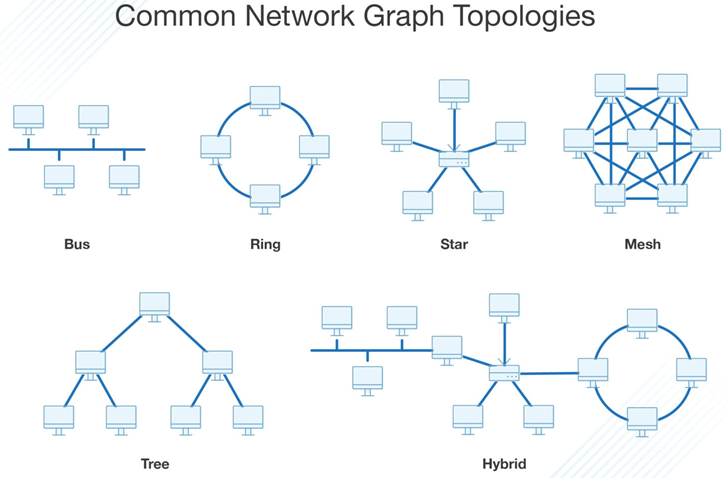 Common Network Graph Topologies
Bus
Ring
Star
Mesh
Tree
Hybrid